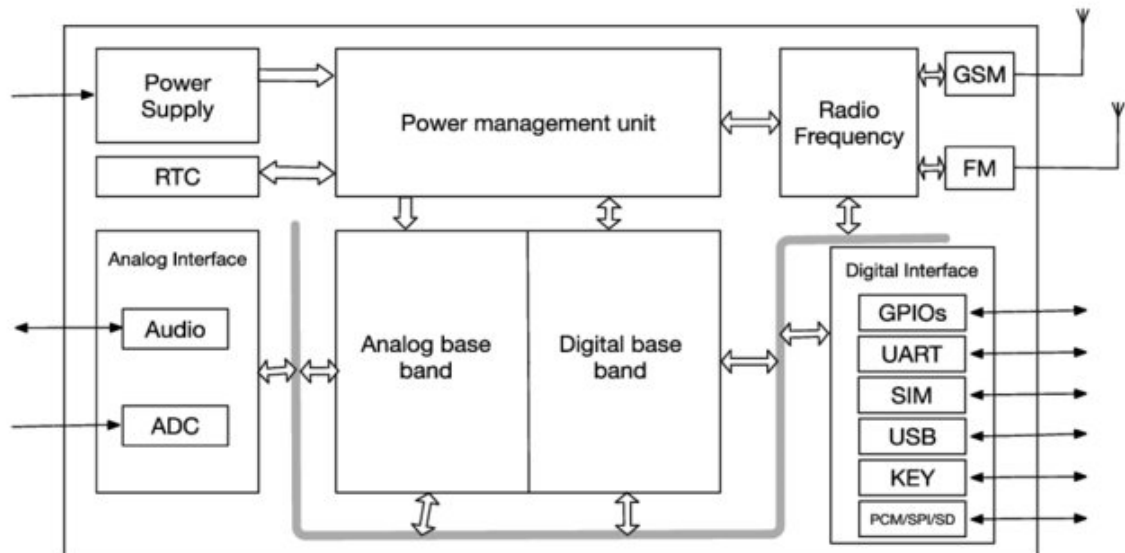 Power
Supply
Power management unit
Radio
Frequency
GSM
RTC
FM
Analog Interface
Audio
ADC
Analog base
band
Digital base
band
Digital Interface
GPIOs
UART
SIM
USB
KEY
PCM/SPI/SD